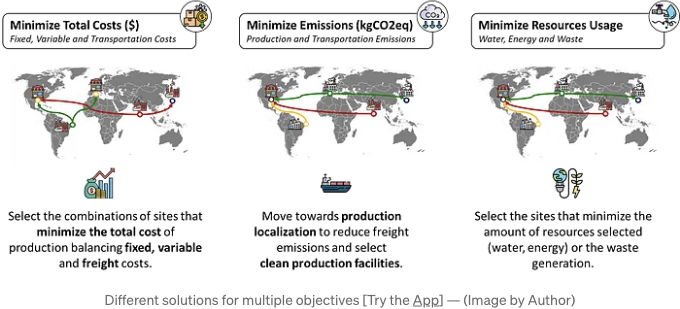 Minimize Total Costs ($)
Fixed, Variable and Transportation Costs
Select the combinations of sites that
minimize the total cost of
production balancing fixed, variable
and freight costs.
Minimize Emissions (kgCO2eq)
Production and Transportation Emissions
CO₂
Move towards production
localization to reduce freight
emissions and select
clean production facilities.
Minimize Resources Usage
Water, Energy and Waste
Select the sites that minimize the
amount of resources selected
(water, energy) or the waste
generation.
Different solutions for multiple objectives [Try the App] — (Image by Author)